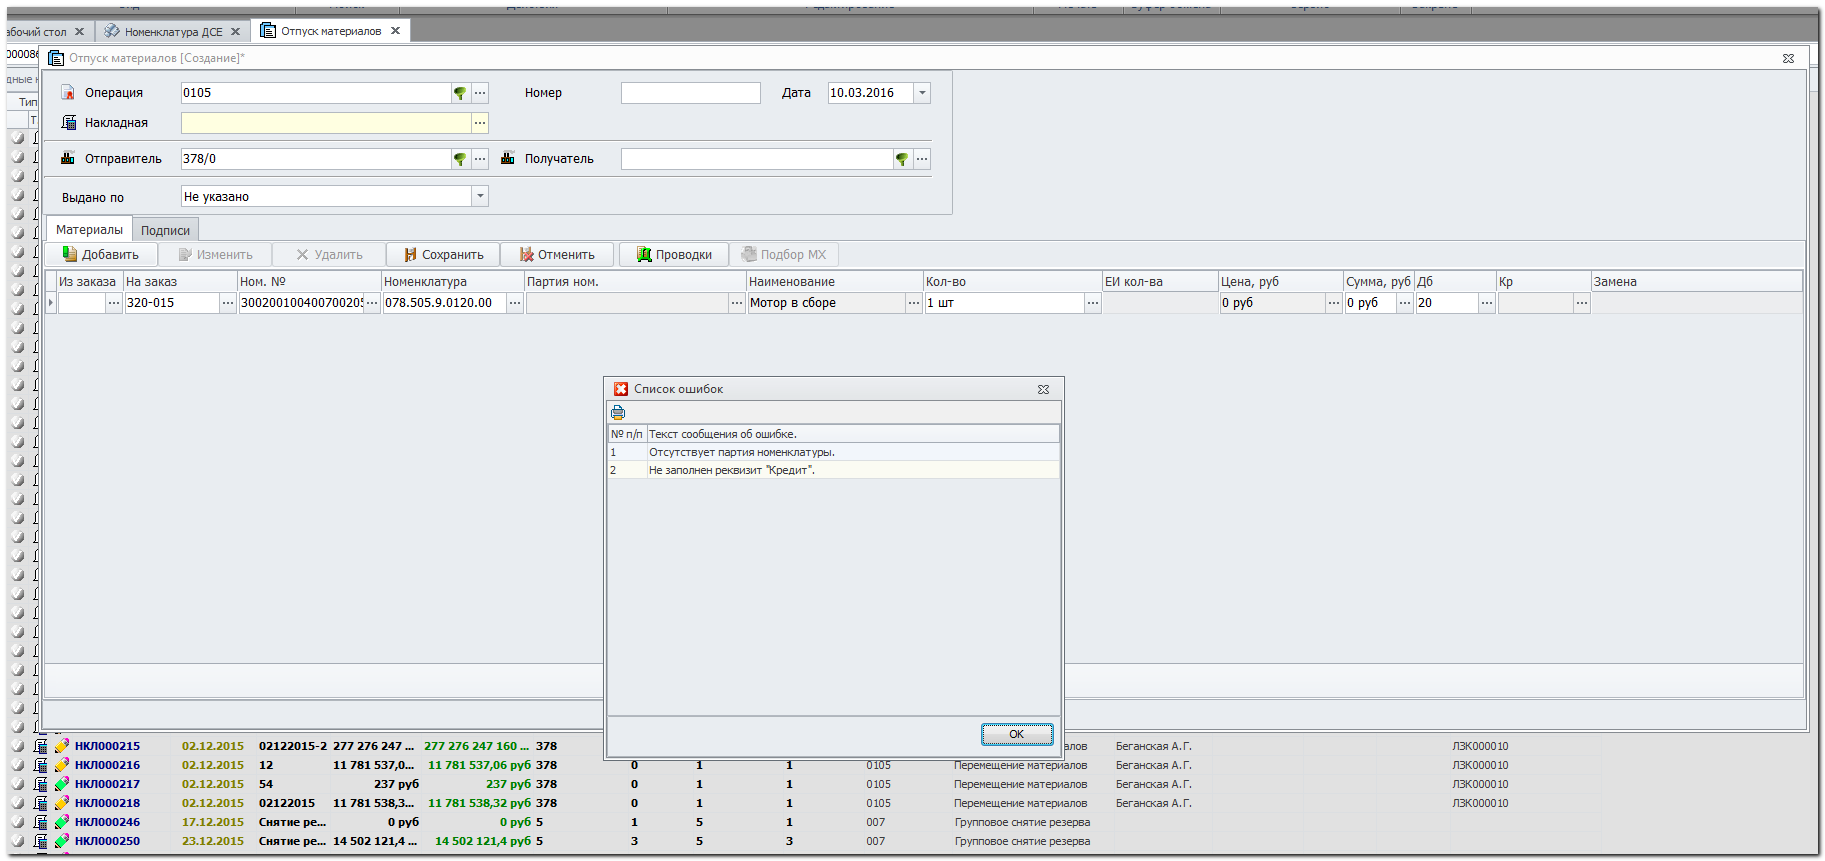 абочий стол Номенклатура ДСЕ Отпуск материалов
Отпуск материалов [Создание]*
Операция 0105 Номер Дата 10.03.2016
Накладная
Отправитель 378/0 Получатель
Выдано по Не указано
Материалы Подписи
Добавить Изменить Удалить Сохранить Отменить Проводки Подбор МХ
Из заказа На заказ Ном. № Номенклатура Партия ном. Наименование Кол-во ЕИ кол-ва Цена, руб Сумма, руб Дб Кр Замена
320-015 300200100400700205 078.505.9.0120.00 Мотор в сборе 1 шт 0 руб 0 руб 20
Список ошибок
№ п/п Текст сообщения об ошибке.
1 Отсутствует партия номенклатуры.
2 Не заполнен реквизит "Кредит".
OK
НКЛ000215 02.12.2015 02122015-2 277 276 247 ... 277 276 247 160 ... 378 Беганская А.Г. ЛЗК000010
НКЛ000216 02.12.2015 12 11 781 537,0... 11 781 537,06 руб 378 0 1 1 0105 Перемещение материалов Беганская А.Г. ЛЗК000010
НКЛ000217 02.12.2015 54 237 руб 237 руб 378 0 1 1 0105 Перемещение материалов Беганская А.Г. ЛЗК000010
НКЛ000218 02.12.2015 02122015 11 781 538,3... 11 781 538,32 руб 378 0 1 1 0105 Перемещение материалов Беганская А.Г. ЛЗК000010
НКЛ000246 17.12.2015 Снятие ре... 0 руб 0 руб 5 1 5 1 007 Групповое снятие резерва
НКЛ000250 23.12.2015 Снятие ре... 14 502 121,4 ... 14 502 121,4 руб 5 3 5 3 007 Групповое снятие резерва